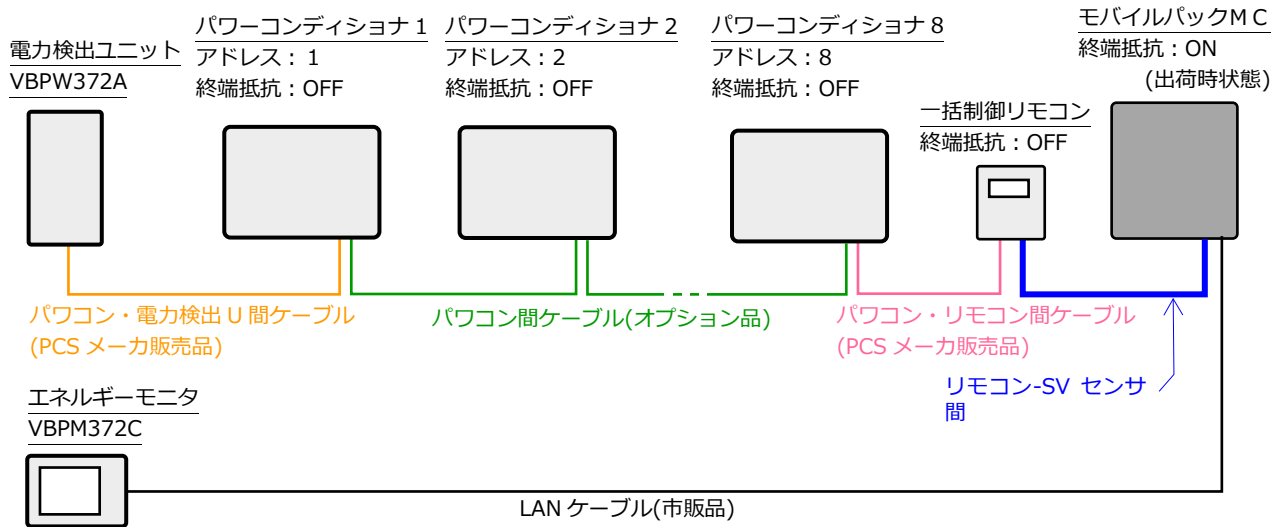 電力検出ユニット
VBPW372A
パワーコンディショナ 1
アドレス： 1
終端抵抗：OFF
パワーコンディショナ 2
アドレス：2
終端抵抗：OFF
パワーコンディショナ 8
アドレス：8
終端抵抗：OFF
一括制御リモコン
終端抵抗：OFF
モバイルパックＭＣ
終端抵抗：ON
(出荷時状態)
パワコン・電力検出 U 間ケーブル
(PCS メーカ販売品)
パワコン間ケーブル(オプション品)
パワコン・リモコン間ケーブル
(PCS メーカ販売品)
リモコン-SV センサ
間
エネルギーモニタ
VBPM372C
LAN ケーブル(市販品)